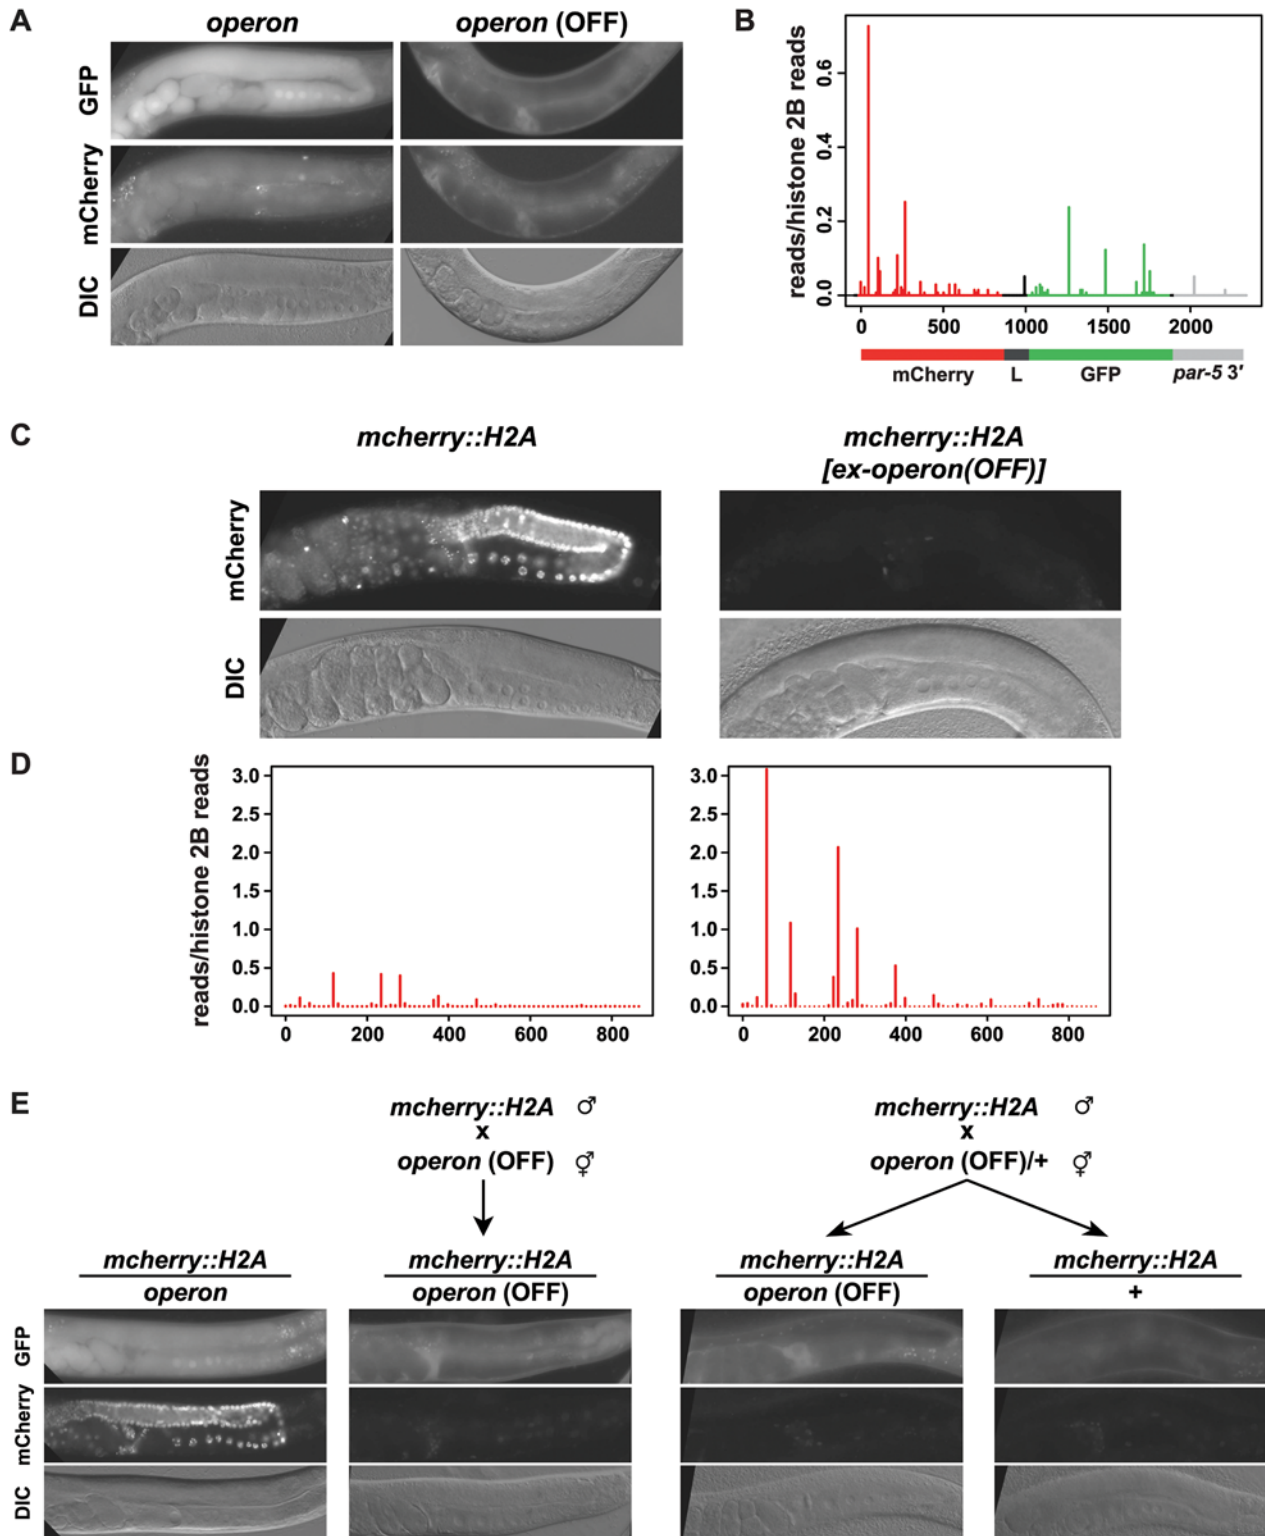 A
operon
operon (OFF)
GFP
mCherry
DIC
B
reads/histone 2B reads
0.6
0.4
0.2
0.0
0 500 1000 1500 2000
mCherry L GFP par-5 3′
C
mcherry::H2A
mcherry::H2A
[ex-operon(OFF)]
mCherry
DIC
D
reads/histone 2B reads
3.0
2.5
2.0
1.5
1.0
0.5
0.0
0 200 400 600 800
3.0
2.5
2.0
1.5
1.0
0.5
0.0
0 200 400 600 800
E
mcherry::H2A ♂
x
operon (OFF) ⚥
mcherry::H2A ♂
x
operon (OFF)/+ ⚥
mcherry::H2A
operon
mcherry::H2A
operon (OFF)
mcherry::H2A
operon (OFF)
mcherry::H2A
+
GFP
mCherry
DIC